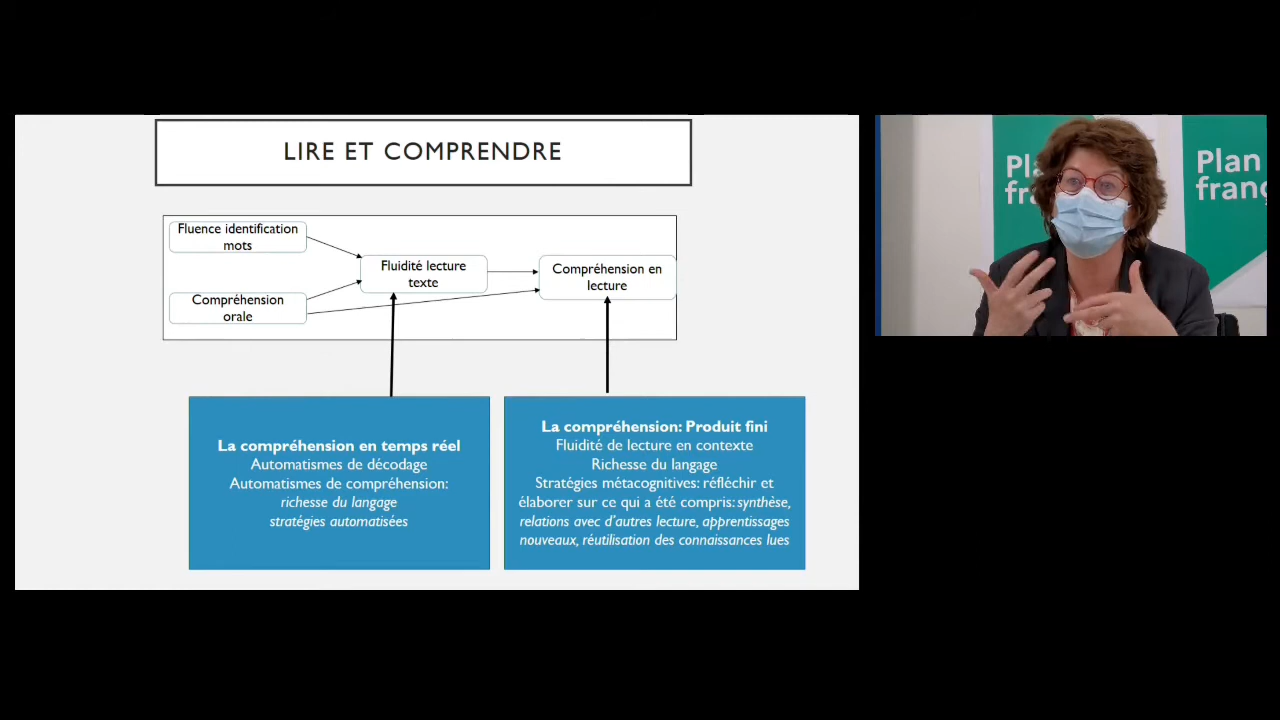 LIRE ET COMPRENDRE
Fluence identification
mots
Fluidité lecture
texte
Compréhension en
lecture
Compréhension
orale
La compréhension en temps réel
Automatismes de décodage
Automatismes de compréhension:
richesse du langage
stratégies automatisées
La compréhension: Produit fini
Fluidité de lecture en contexte
Richesse du langage
Stratégies métacognitives: réfléchir et
élaborer sur ce qui a été compris: synthèse,
relations avec d'autres lecture, apprentissages
nouveaux, réutilisation des connaissances lues
Plan